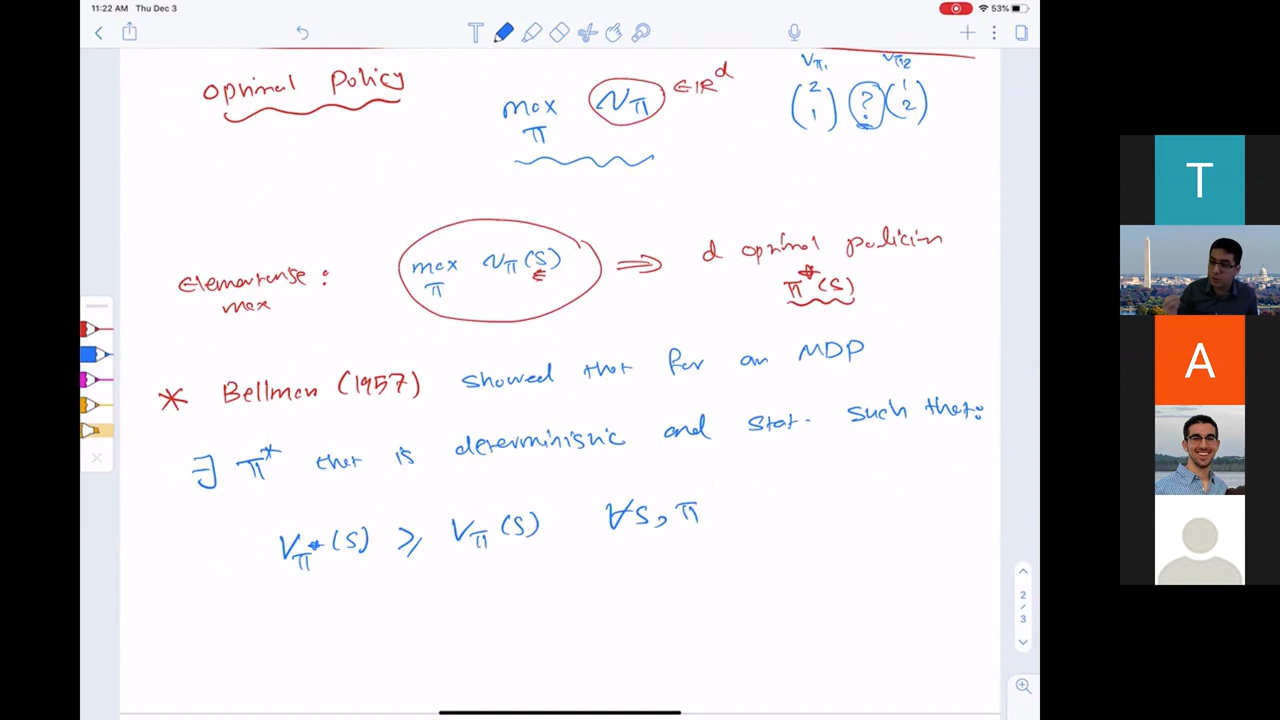 11:22 AM Thu Dec 3
53%
optimal Policy
max π Vπ ∈ IR^d
Vπ1 Vπ2
(2 1) ? (1 2)
Elementwise max :
max π Vπ(s) ⇒ d optimal policies
π*(s)
* Bellman (1957) showed that for an MDP
∃ π* that is deterministic and stat. such that:
Vπ*(s) ≥ Vπ(s) ∀s, π
2 / 3
T
A